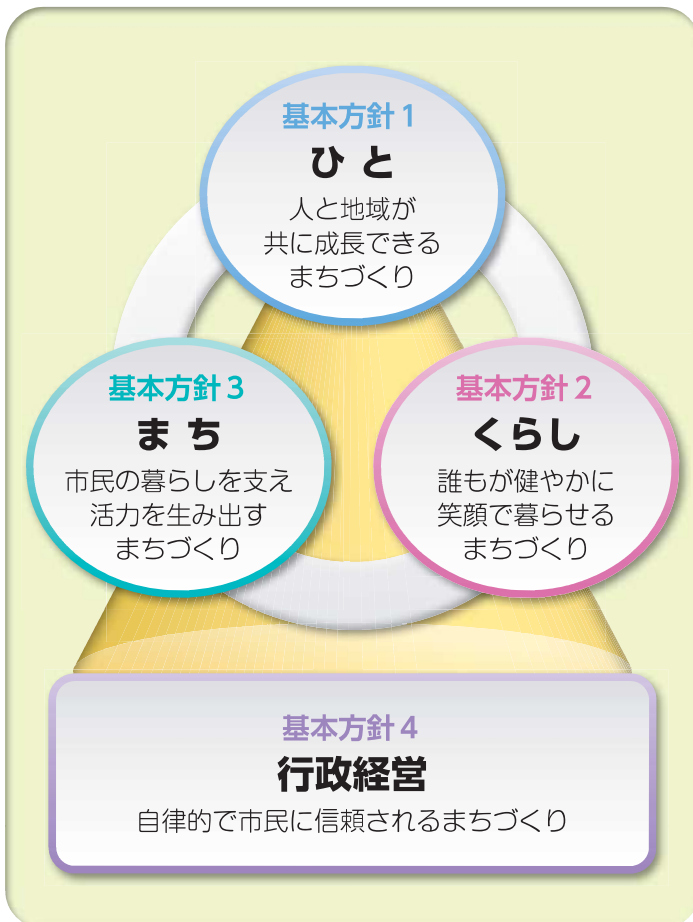 基本方針1
ひと
人と地域が
共に成長できる
まちづくり
基本方針3
まち
市民の暮らしを支え
活力を生み出す
まちづくり
基本方針2
くらし
誰もが健やかに
笑顔で暮らせる
まちづくり
基本方針4
行政経営
自律的で市民に信頼されるまちづくり